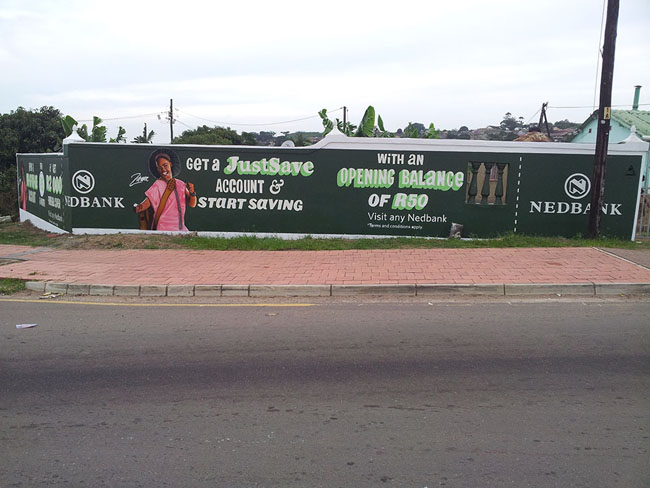 NEDBANK
GET A JustSave
ACCOUNT &
START SAVING
WITH AN
OPENING BALANCE
OF R50
Visit any Nedbank
*Terms and conditions apply
NEDBANK